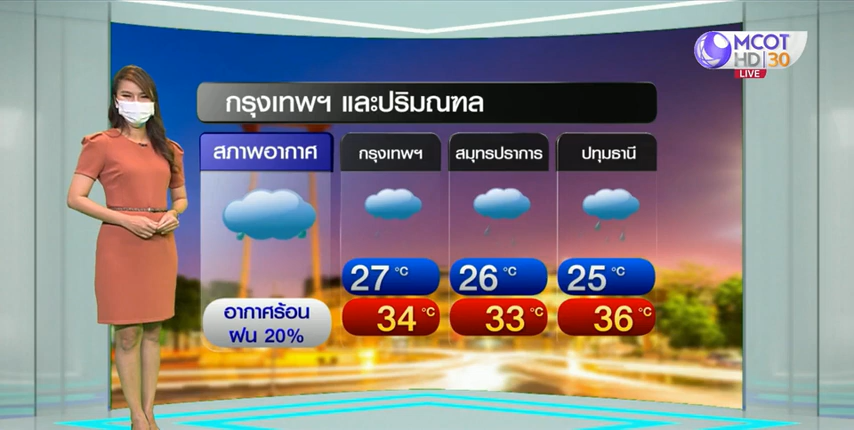 MCOT
HD 30
LIVE
กรุงเทพฯ และปริมณฑล
สภาพอากาศ
กรุงเทพฯ
สมุทรปราการ
ปทุมธานี
27 °C
26 °C
25 °C
34 °C
33 °C
36 °C
อากาศร้อน
ฝน 20%